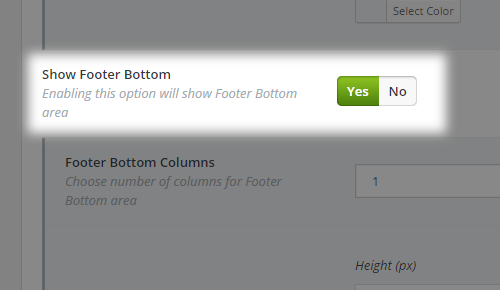 Select Color
Show Footer Bottom
Enabling this option will show Footer Bottom
area
Yes No
Footer Bottom Columns
Choose number of columns for Footer
Bottom area
1
Height (px)